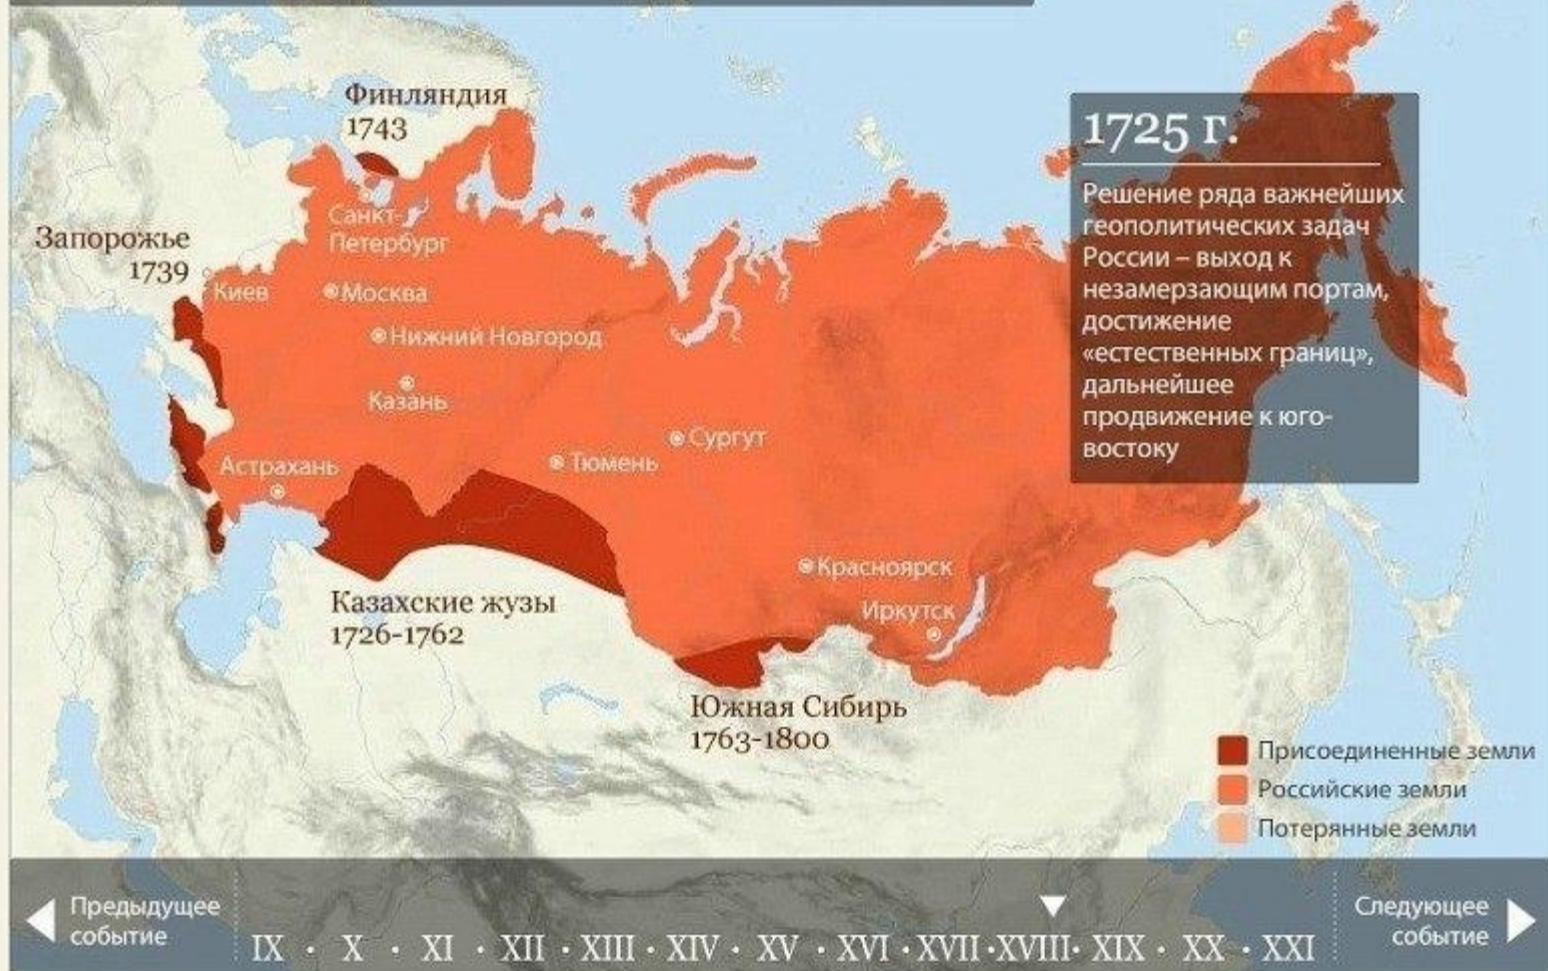 Финляндия
1743
Запорожье
1739
Санкт-
Петербург
Киев
Москва
Нижний Новгород
Казань
Сургут
Тюмень
Астрахань
Красноярск
Иркутск
Казахские жузы
1726-1762
Южная Сибирь
1763-1800
1725 г.
Решение ряда важнейших
геополитических задач
России – выход к
незамерзающим портам,
достижение
«естественных границ»,
дальнейшее
продвижение к юго-
востоку
Присоединенные земли
Российские земли
Потерянные земли
Предыдущее
событие
IX · X · XI · XII · XIII · XIV · XV · XVI · XVII · XVIII · XIX · XX · XXI
Следующее
событие